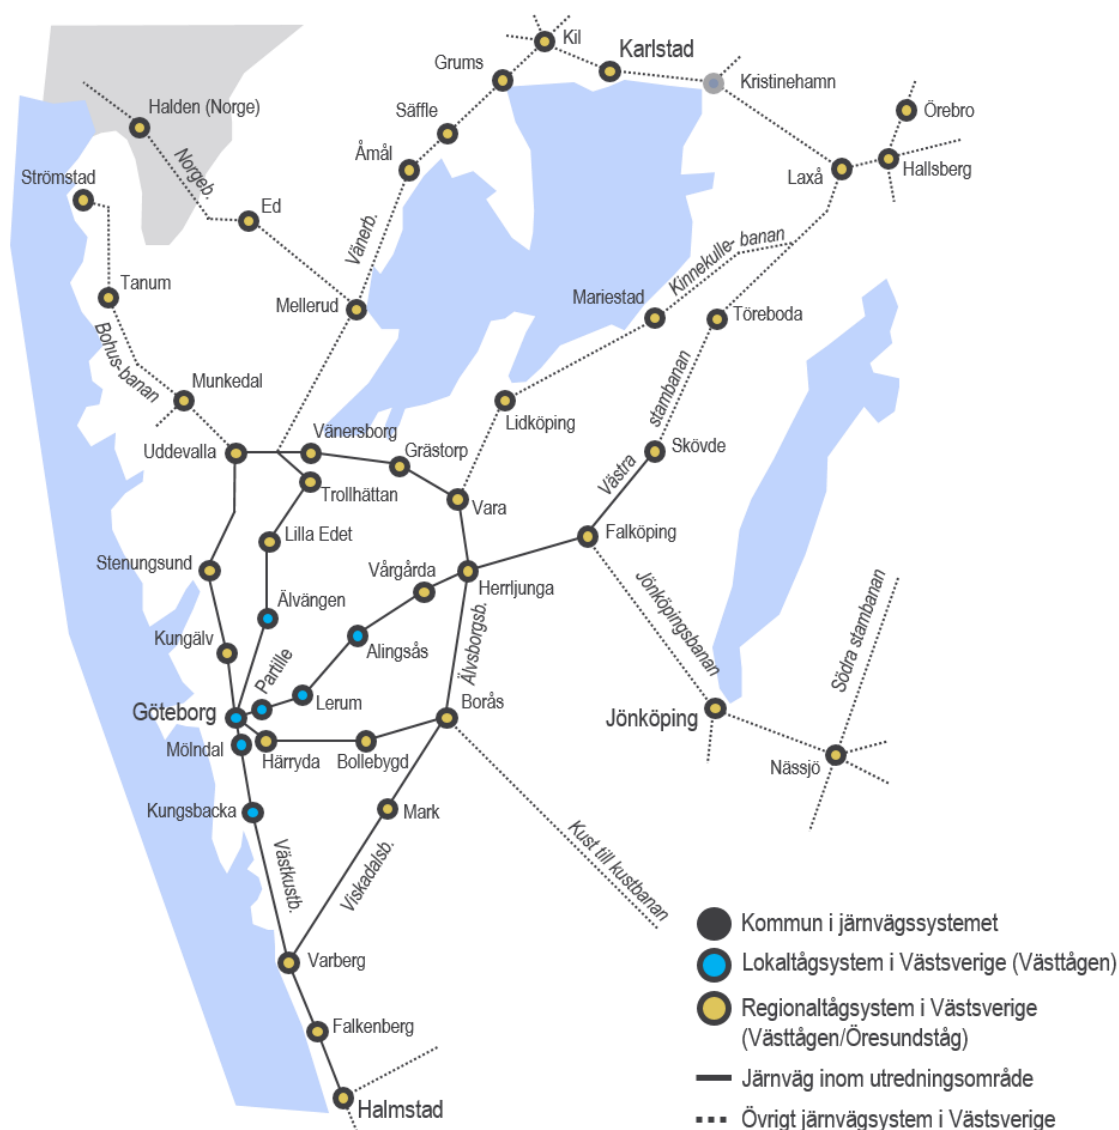 Kil
Karlstad
Grums
Kristinehamn
Halden (Norge)
Säffle
Örebro
Åmål
Hallsberg
Laxå
Strömstad
Norgeb.
Ed
Vänerb.
Kinnekulle- banan
Tanum
Mellerud
Mariestad
Töreboda
Bohus-banan
Munkedal
stambanan
Lidköping
Vänersborg
Uddevalla
Grästorp
Västra
Skövde
Trollhättan
Vara
Lilla Edet
Falköping
Stenungsund
Vårgårda
Herrljunga
Jönköpingsbanan
Södra stambanan
Älvängen
Kungälv
Alingsås
Älvsborgsb.
Partille
Lerum
Göteborg
Borås
Jönköping
Mölndal
Härryda
Bollebygd
Nässjö
Kungsbacka
Mark
Västkustb.
Viskadalsb.
Kust till kustbanan
Varberg
Falkenberg
Halmstad
Kommun i järnvägssystemet
Lokaltågsystem i Västsverige (Västtågen)
Regionaltågsystem i Västsverige
(Västtågen/Öresundståg)
Järnväg inom utredningsområde
Övrigt järnvägsystem i Västsverige